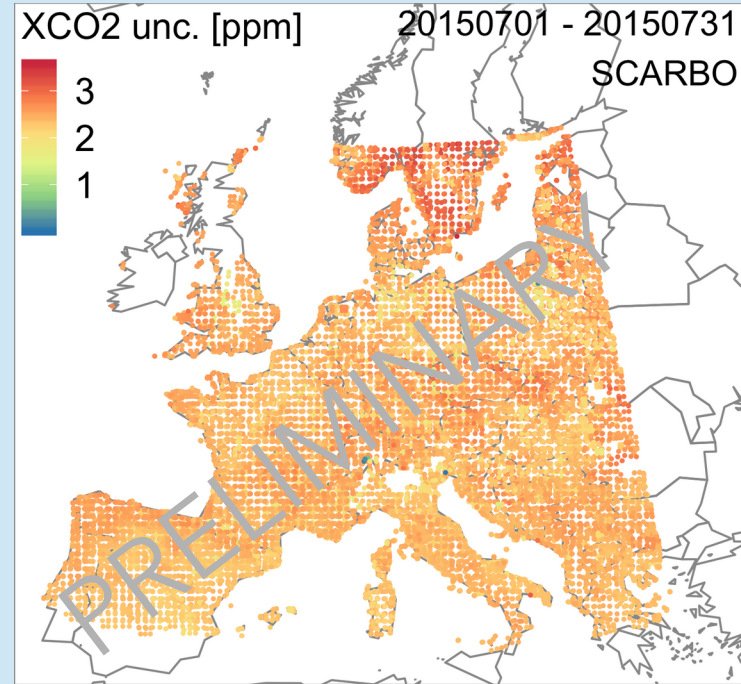 XCO2 unc. [ppm]
20150701 - 20150731
SCARBO
3
2
1
PRELIMINARY